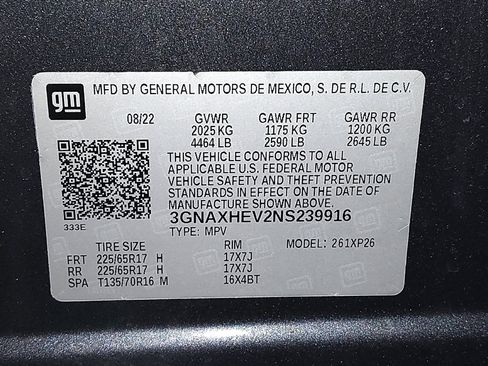 gm
MFD BY GENERAL MOTORS DE MEXICO, S. DE R.L. DE C.V.
08/22 GVWR GAWR FRT GAWR RR
2025 KG 1175 KG 1200 KG
4464 LB 2590 LB 2645 LB
THIS VEHICLE CONFORMS TO ALL
APPLICABLE U.S. FEDERAL MOTOR
VEHICLE SAFETY AND THEFT PREVENTION
STANDARDS IN EFFECT ON THE DATE OF
MANUFACTURE SHOWN ABOVE.
333E 3GNAXHEV2NS239916
TYPE: MPV MODEL: 261XP26
RIM
FRT 225/65R17 H 17X7J
RR 225/65R17 H 17X7J
SPA T135/70R16 M 16X4BT